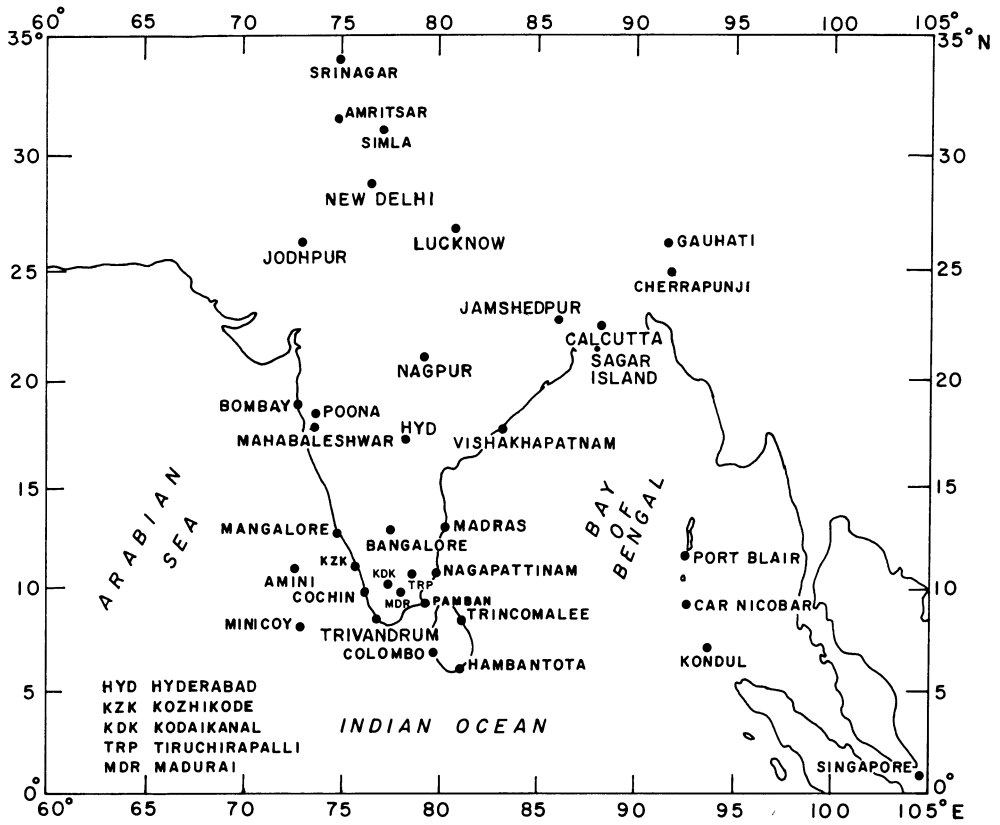 60° 70 75 80 85 90 95 100 105°
35° 35° N
SRINAGAR
AMRITSAR
SIMLA
30 30
NEW DELHI
LUCKNOW
GAUHATI
JODHPUR
25 25
CHERRAPUNJI
JAMSHEDPUR
CALCUTTA
SAGAR
ISLAND
NAGPUR
20 20
BOMBAY
POONA
HYD
MAHABALESHWAR
VISHAKHAPATNAM
ARABIAN
SEA
BAY
OF
BENGAL
15 15
MANGALORE
MADRAS
BANGALORE
KZK
KDK
TRP
NAGAPATTINAM
PORT BLAIR
AMINI
10 10
COCHIN
MDR
PAMBAN
CAR NICOBAR
MINICOY
TRINCOMALEE
TRIVANDRUM
COLOMBO
HAMBANTOTA
KONDUL
5 5
HYD HYDERABAD
KZK KOZHIKODE
KDK KODAIKANAL
TRP TIRUCHIRAPALLI
MDR MADURAI
INDIAN OCEAN
SINGAPORE
0° 0°
60° 70 75 80 85 90 95 100 105° E